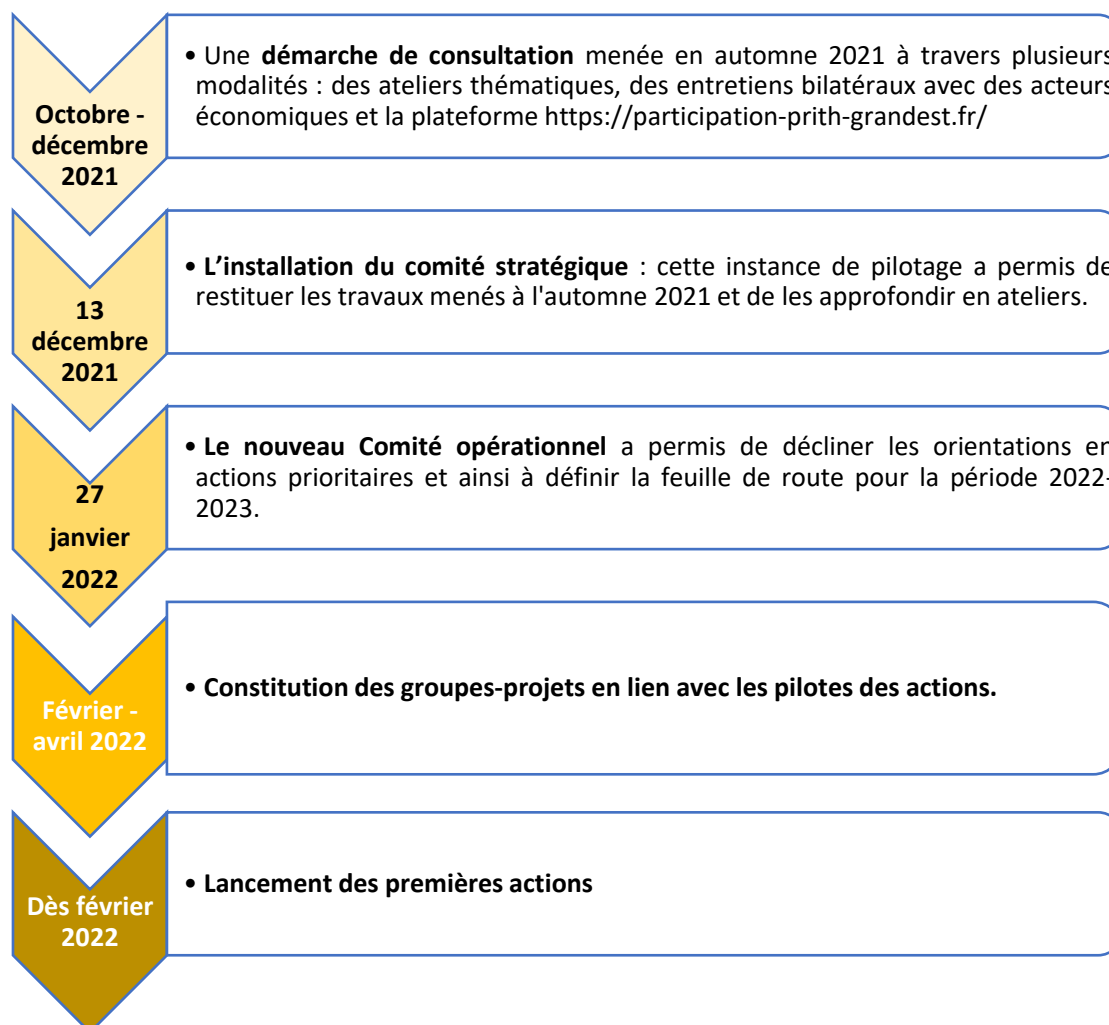 Octobre -
décembre
2021
• Une démarche de consultation menée en automne 2021 à travers plusieurs
modalités : des ateliers thématiques, des entretiens bilatéraux avec des acteurs
économiques et la plateforme https://participation-prith-grandest.fr/
13
décembre
2021
• L’installation du comité stratégique : cette instance de pilotage a permis de
restituer les travaux menés à l'automne 2021 et de les approfondir en ateliers.
27
janvier
2022
• Le nouveau Comité opérationnel a permis de décliner les orientations en
actions prioritaires et ainsi à définir la feuille de route pour la période 2022-
2023.
Février -
avril 2022
• Constitution des groupes-projets en lien avec les pilotes des actions.
Dès février
2022
• Lancement des premières actions